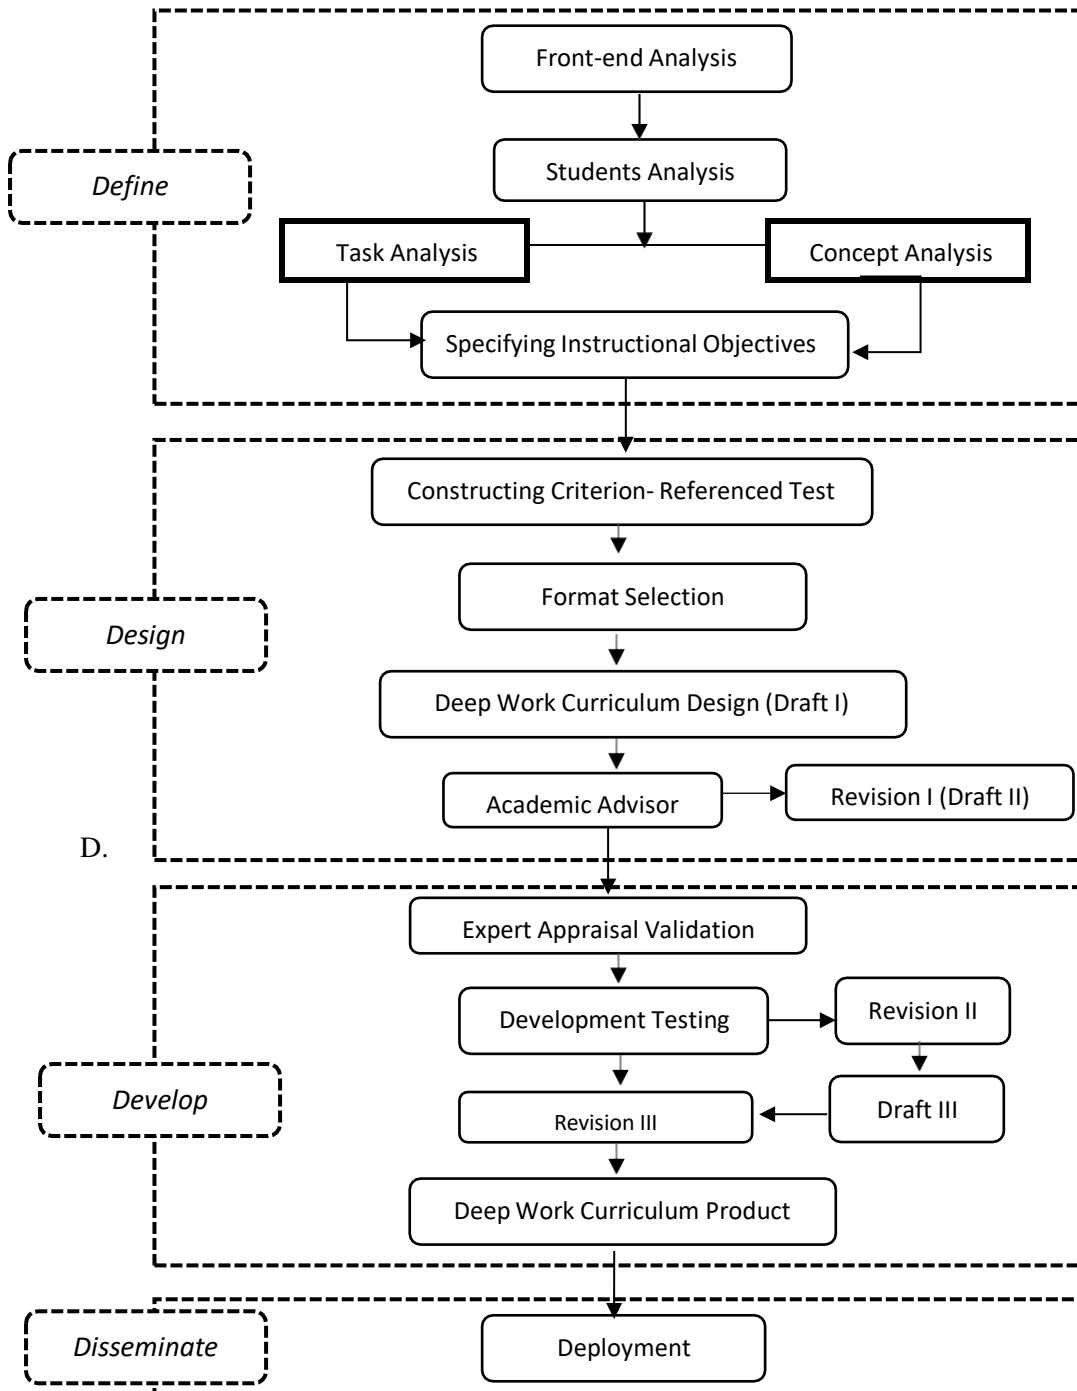 Front-end Analysis
Define
Students Analysis
Task Analysis
Concept Analysis
Specifying Instructional Objectives
Constructing Criterion- Referenced Test
Format Selection
Design
Deep Work Curriculum Design (Draft I)
Academic Advisor
Revision I (Draft II)
D.
Expert Appraisal Validation
Development Testing
Revision II
Develop
Revision III
Draft III
Deep Work Curriculum Product
Disseminate
Deployment